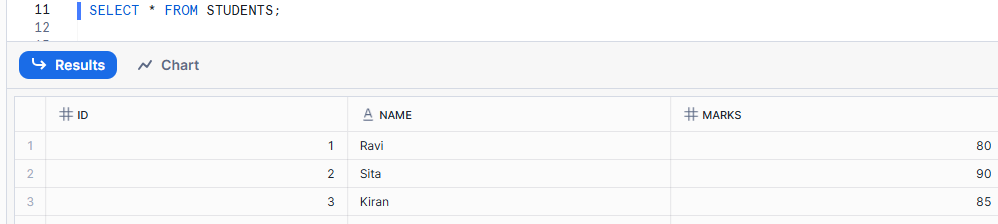 11 SELECT * FROM STUDENTS;
12
Results Chart
# ID A NAME # MARKS
1 1 Ravi 80
2 2 Sita 90
3 3 Kiran 85